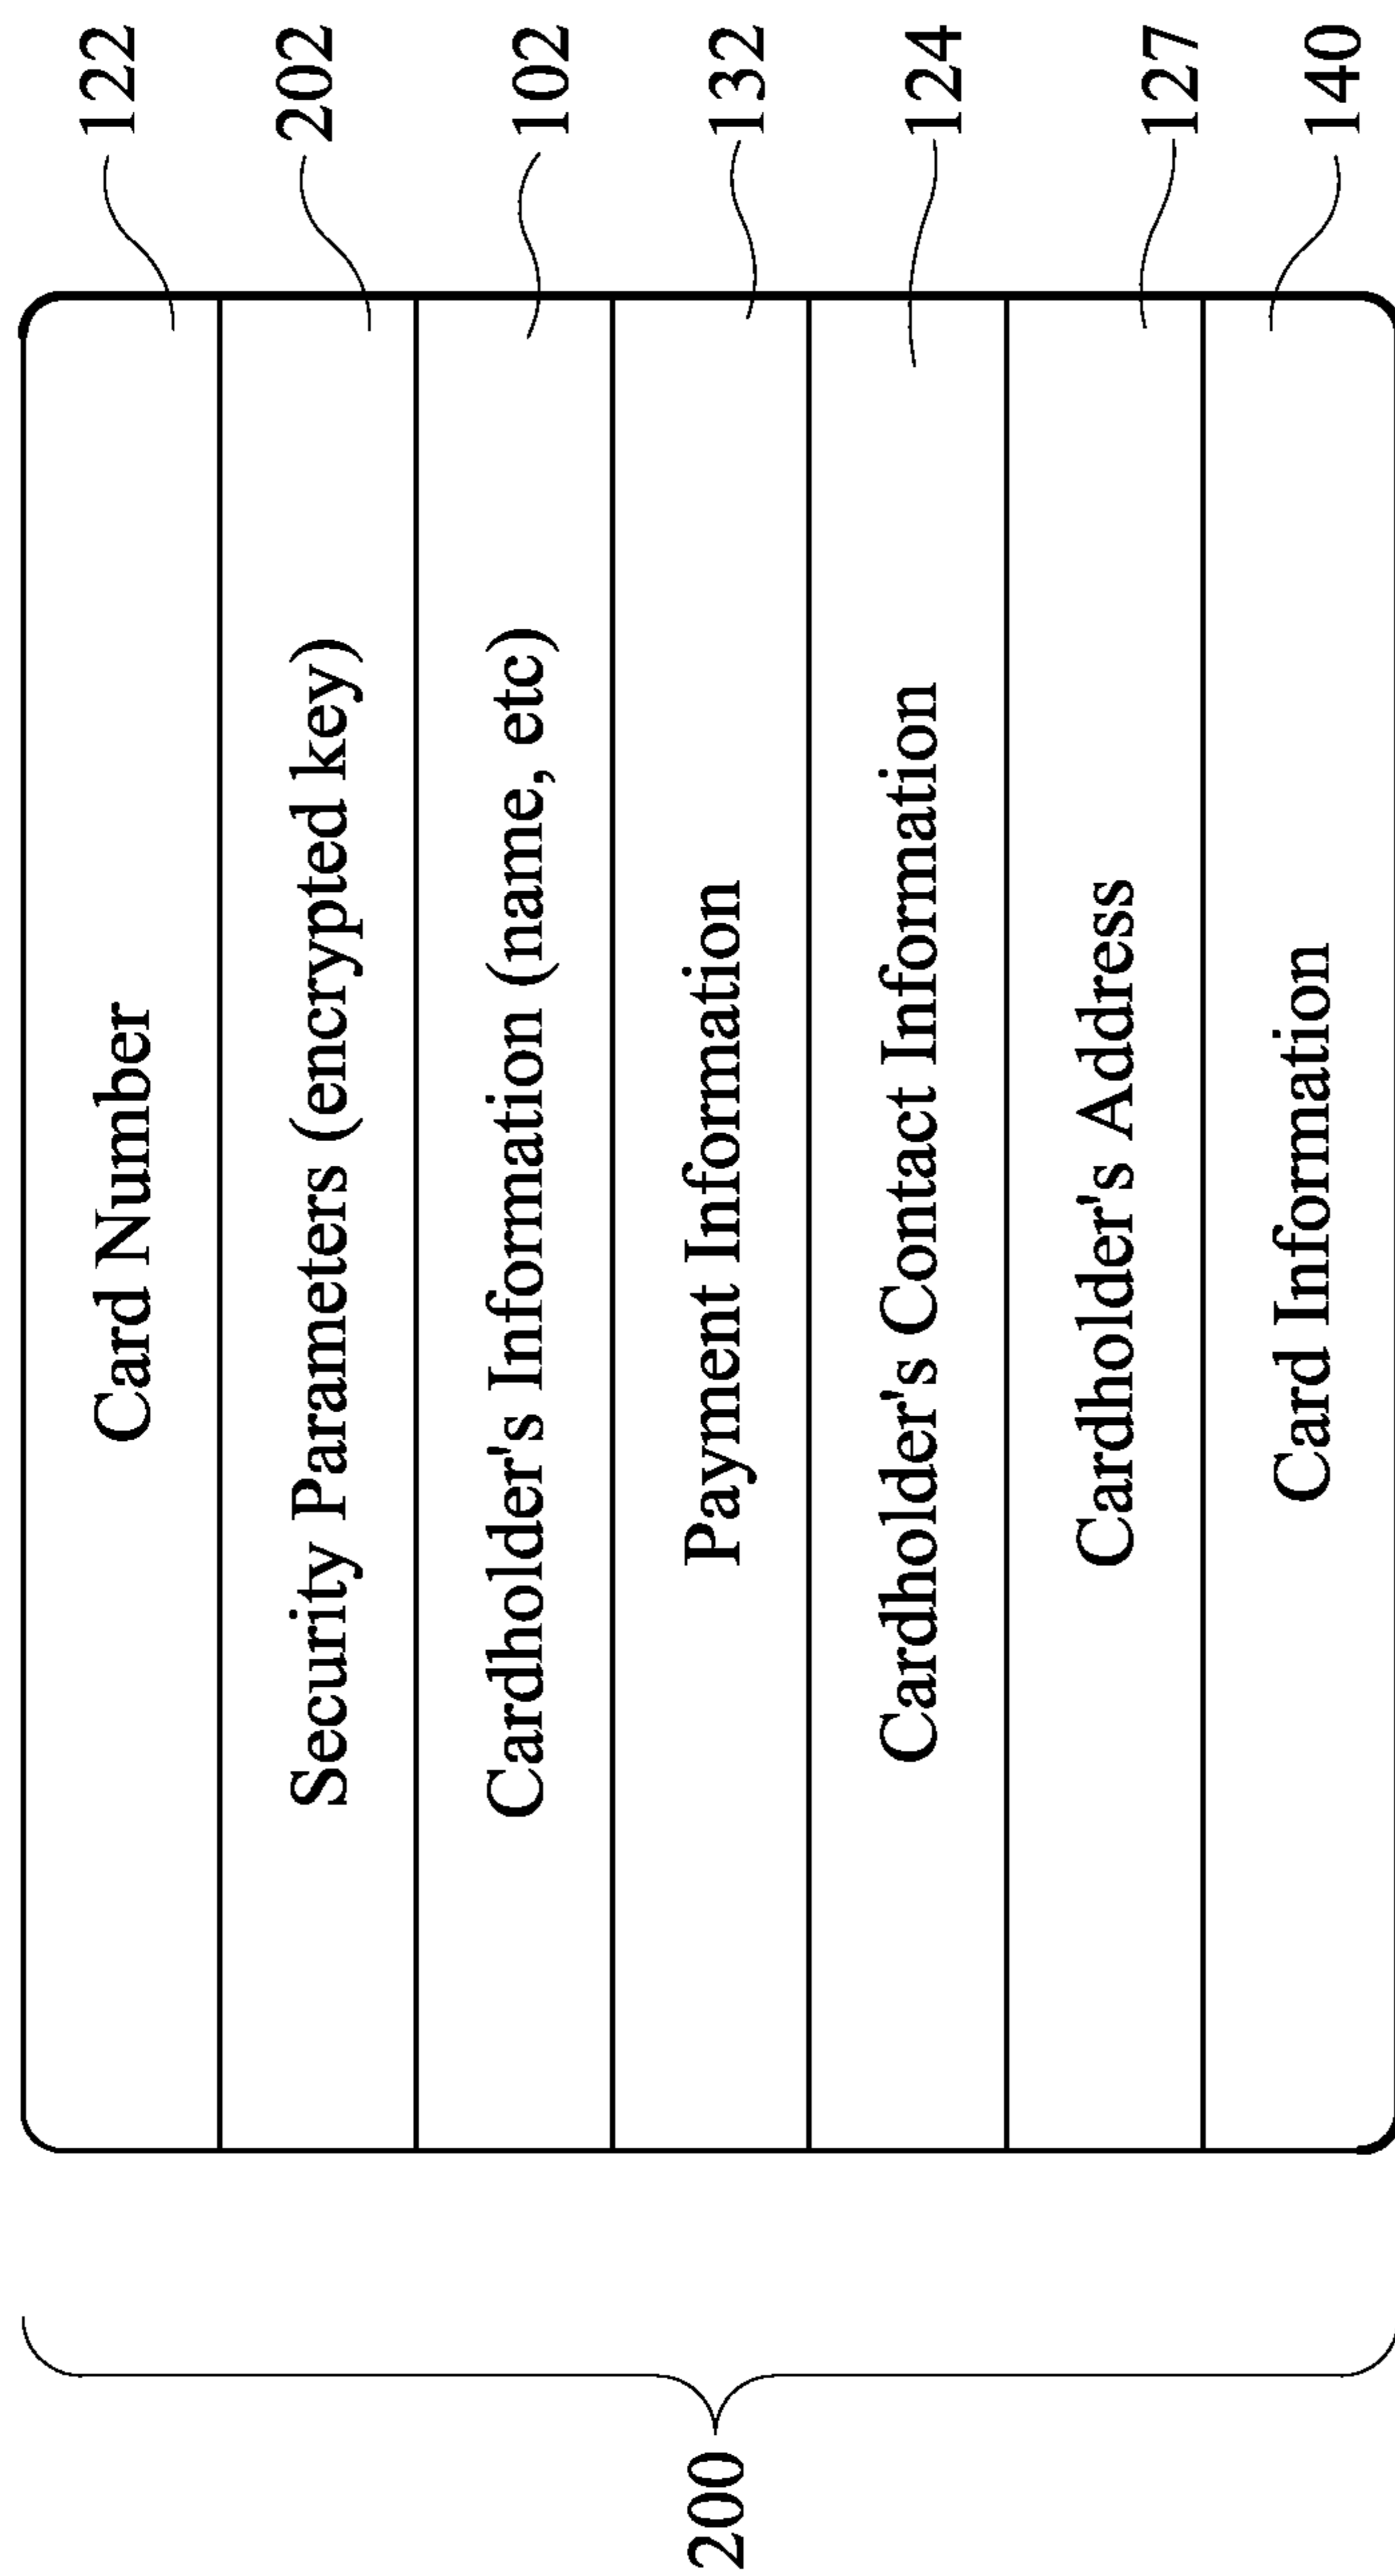 Card Number 122
Security Parameters (encrypted key) 202
Cardholder's Information (name, etc) 102
Payment Information 132
Cardholder's Contact Information 124
Cardholder's Address 127
Card Information 140
200